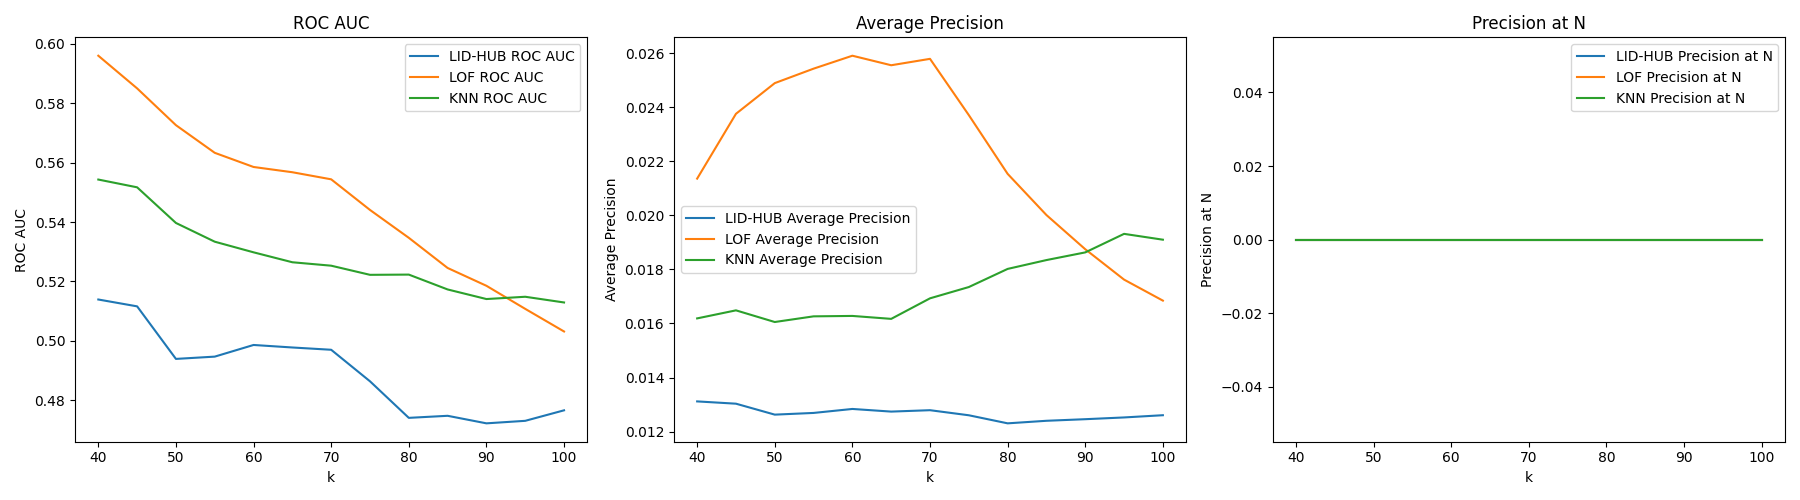 ROC AUC
ROC AUC
0.60
0.58
0.56
0.54
0.52
0.50
0.48
40 50 60 70 80 90 100
k
LID-HUB ROC AUC
LOF ROC AUC
KNN ROC AUC
Average Precision
Average Precision
0.026
0.024
0.022
0.020
0.018
0.016
0.014
0.012
40 50 60 70 80 90 100
k
LID-HUB Average Precision
LOF Average Precision
KNN Average Precision
Precision at N
Precision at N
0.04
0.02
0.00
−0.02
−0.04
40 50 60 70 80 90 100
k
LID-HUB Precision at N
LOF Precision at N
KNN Precision at N